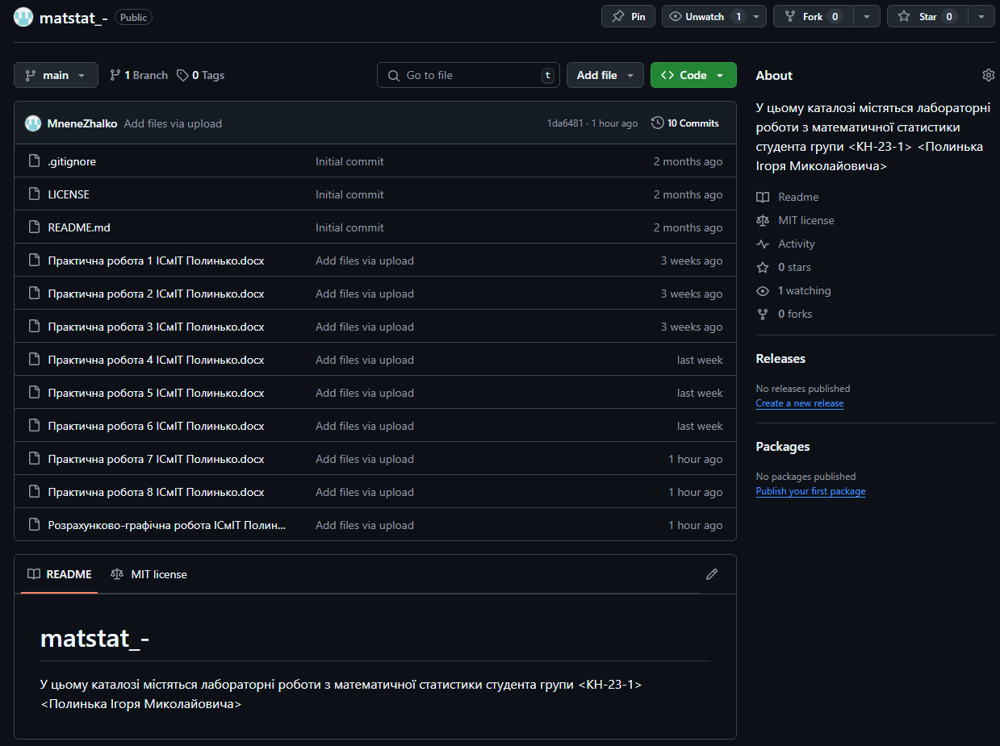 matstat_- Public Pin Unwatch 1 Fork 0 Star 0
main 1 Branch 0 Tags Go to file t Add file Code
MneneZhalko Add files via upload 1da6481 · 1 hour ago 10 Commits
.gitignore Initial commit 2 months ago
LICENSE Initial commit 2 months ago
README.md Initial commit 2 months ago
Практична робота 1 ІСмІТ Полинько.docx Add files via upload 3 weeks ago
Практична робота 2 ІСмІТ Полинько.docx Add files via upload 3 weeks ago
Практична робота 3 ІСмІТ Полинько.docx Add files via upload 3 weeks ago
Практична робота 4 ІСмІТ Полинько.docx Add files via upload last week
Практична робота 5 ІСмІТ Полинько.docx Add files via upload last week
Практична робота 6 ІСмІТ Полинько.docx Add files via upload last week
Практична робота 7 ІСмІТ Полинько.docx Add files via upload 1 hour ago
Практична робота 8 ІСмІТ Полинько.docx Add files via upload 1 hour ago
Розрахунково-графічна робота ІСмІТ Полин... Add files via upload 1 hour ago
README MIT license
matstat_-
У цьому каталозі містяться лабораторні роботи з математичної статистики студента групи <КН-23-1>
<Полинька Ігоря Миколайовича>
About
У цьому каталозі містяться лабораторні
роботи з математичної статистики
студента групи <КН-23-1> <Полинька
Ігоря Миколайовича>
Readme
MIT license
Activity
0 stars
1 watching
0 forks
Releases
No releases published
Create a new release
Packages
No packages published
Publish your first package